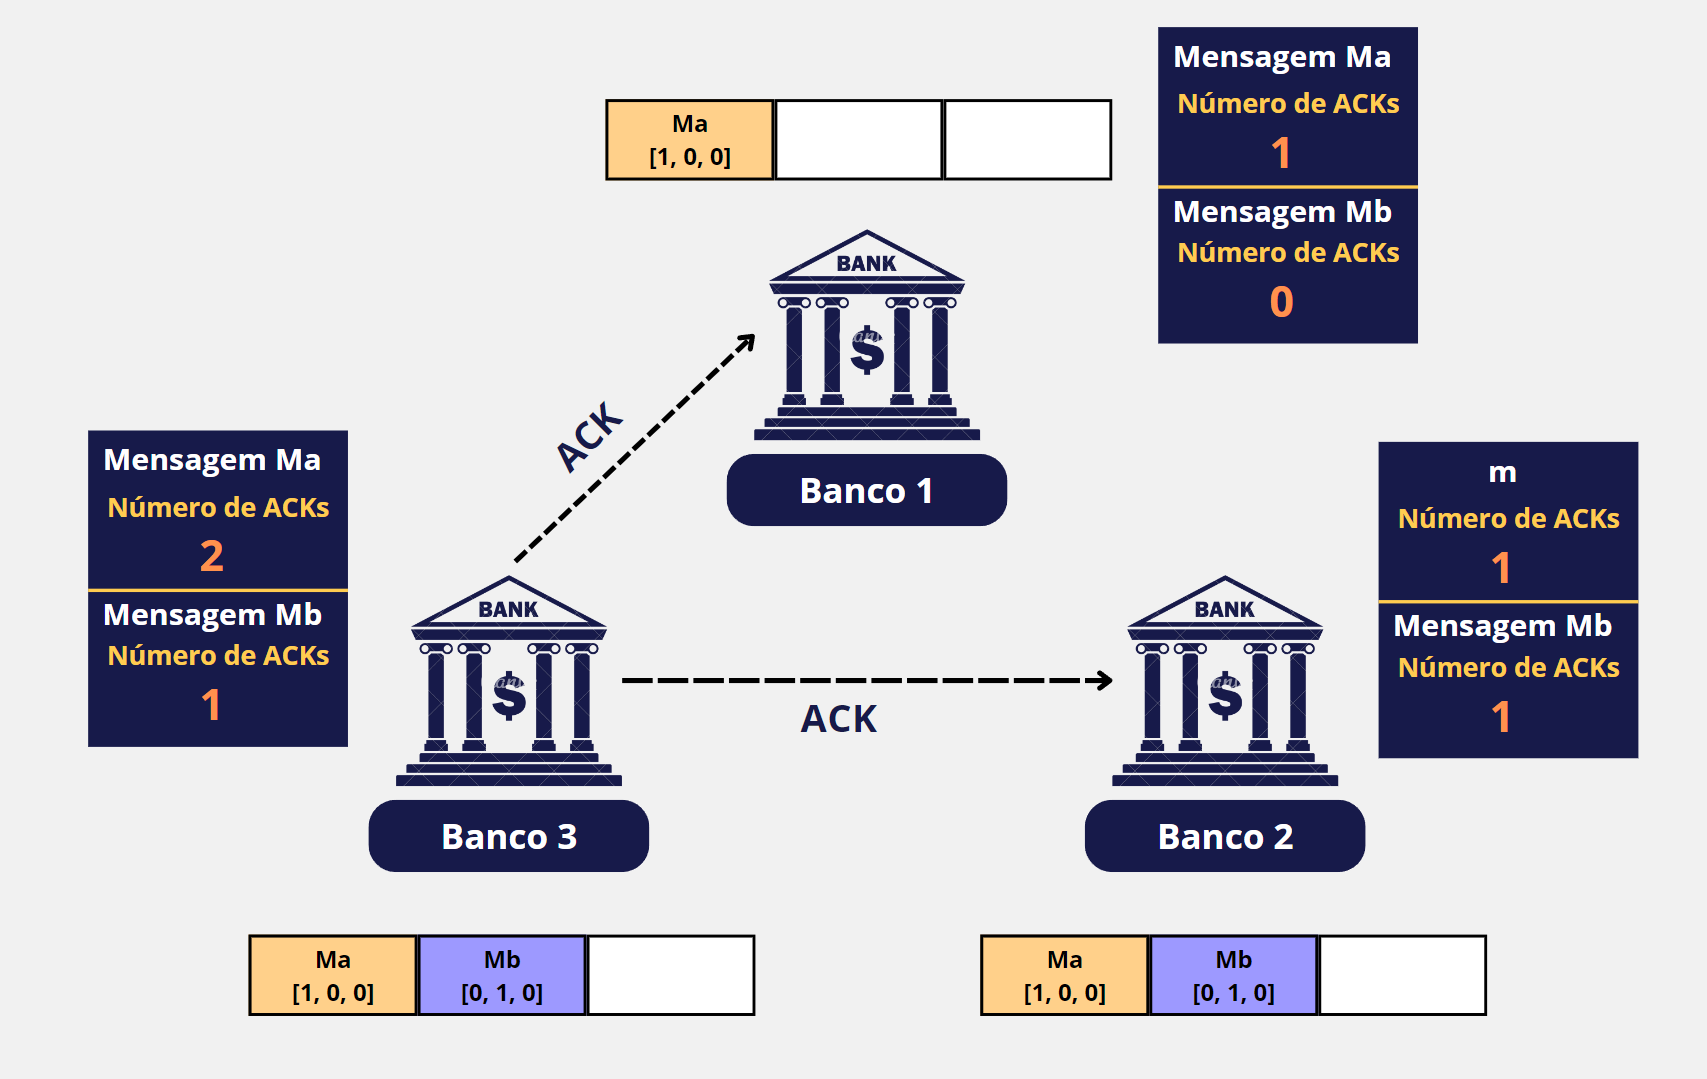 Mensagem Ma
Número de ACKs
1
Mensagem Mb
Número de ACKs
0
Ma
[1, 0, 0]
BANK
$
Banco 1
ACK
Mensagem Ma
Número de ACKs
2
Mensagem Mb
Número de ACKs
1
BANK
$
Banco 3
ACK
m
Número de ACKs
1
Mensagem Mb
Número de ACKs
1
BANK
$
Banco 2
Ma
[1, 0, 0]
Mb
[0, 1, 0]
Ma
[1, 0, 0]
Mb
[0, 1, 0]